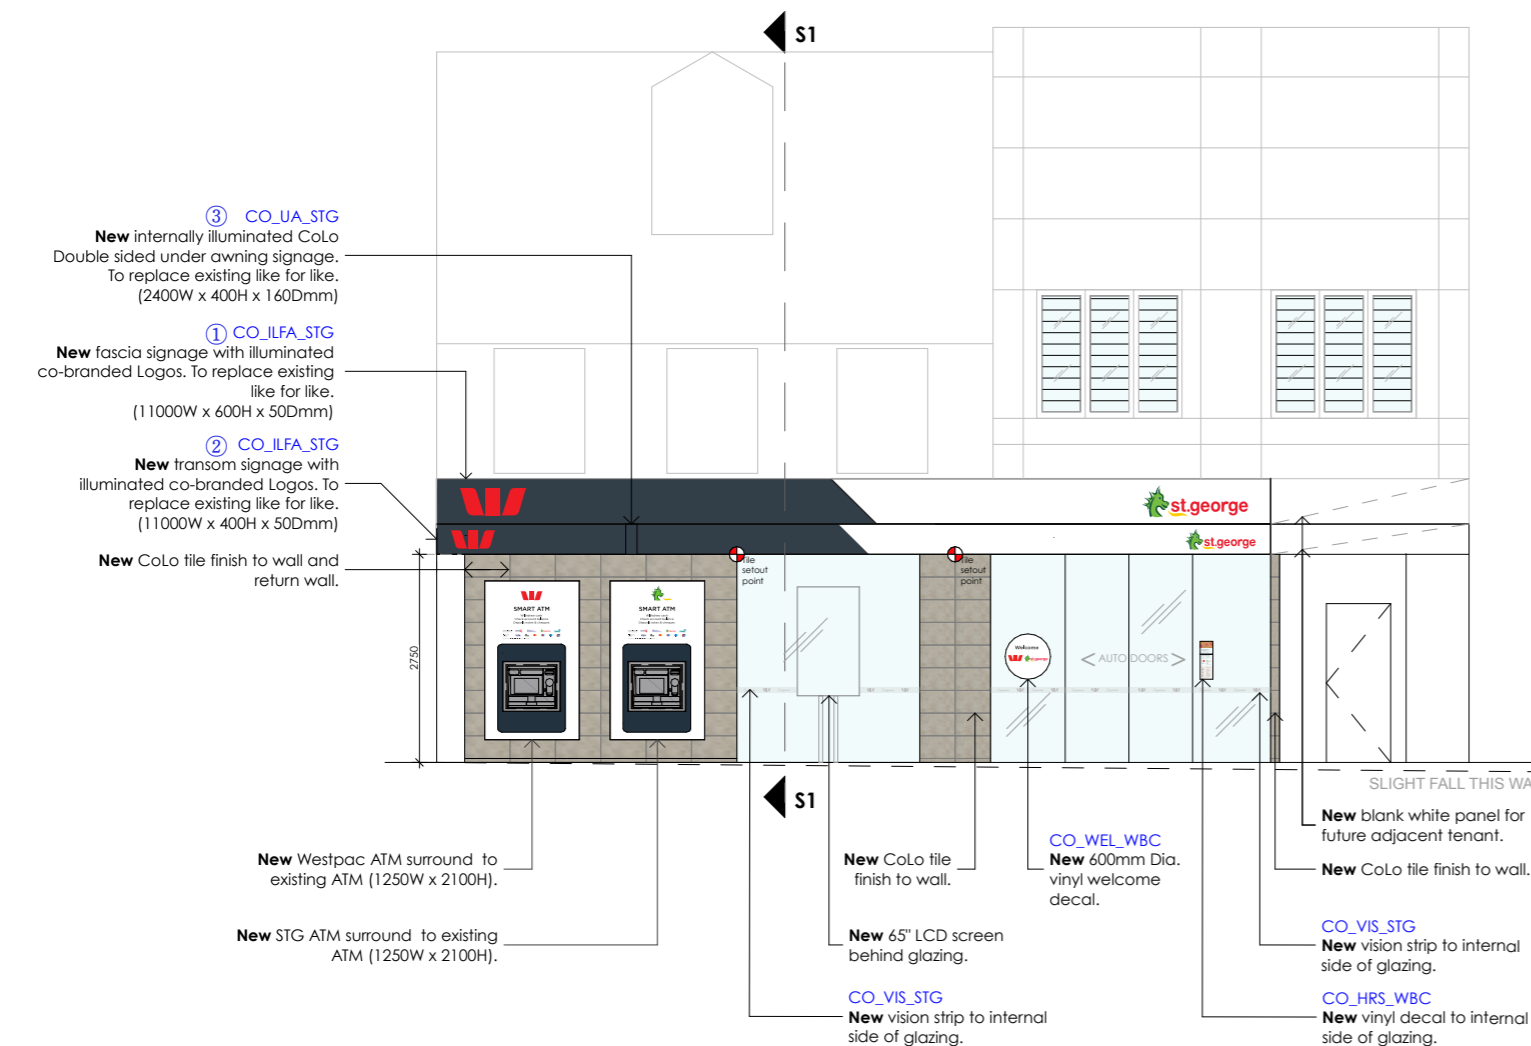 S1
③ CO_UA_STG
New internally illuminated CoLo
Double sided under awning signage.
To replace existing like for like.
(2400W x 400H x 160Dmm)
① CO_ILFA_STG
New fascia signage with illuminated
co-branded Logos. To replace existing
like for like.
(11000W x 600H x 50Dmm)
② CO_ILFA_STG
New transom signage with
illuminated co-branded Logos. To
replace existing like for like.
(11000W x 400H x 50Dmm)
New CoLo tile finish to wall and
return wall.
st.george
st.george
Tile
setout
point
Tile
setout
point
2750
SMART ATM
SMART ATM
Welcome
< AUTO DOORS >
S1
SLIGHT FALL THIS WA
New Westpac ATM surround to
existing ATM (1250W x 2100H).
New STG ATM surround to existing
ATM (1250W x 2100H).
New CoLo tile
finish to wall.
New 65" LCD screen
behind glazing.
CO_VIS_STG
New vision strip to internal
side of glazing.
CO_WEL_WBC
New 600mm Dia.
vinyl welcome
decal.
New blank white panel for
future adjacent tenant.
New CoLo tile finish to wall.
CO_VIS_STG
New vision strip to internal
side of glazing.
CO_HRS_WBC
New vinyl decal to internal
side of glazing.